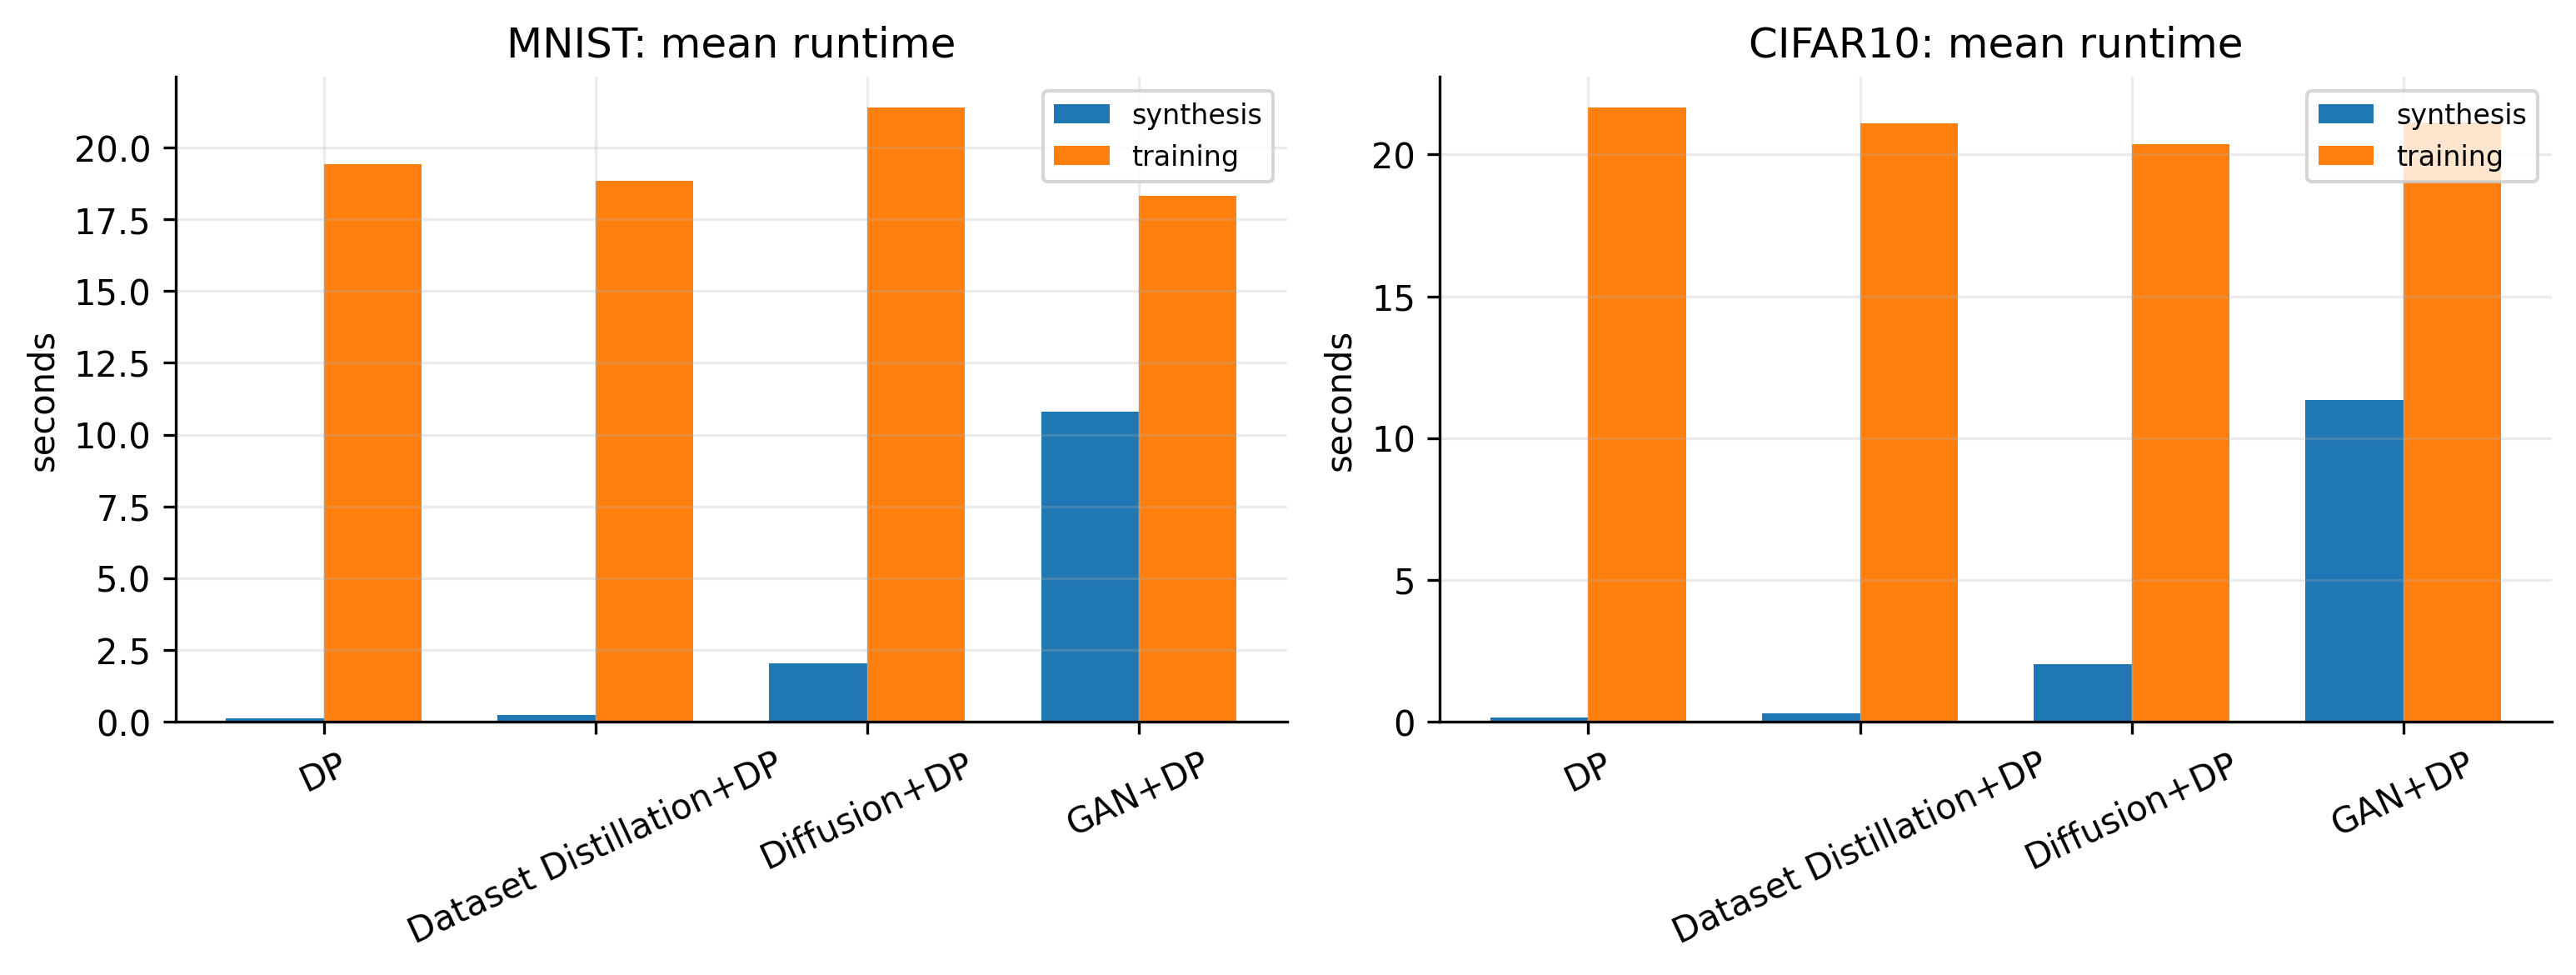 MNIST: mean runtime
seconds
20.0
17.5
15.0
12.5
10.0
7.5
5.0
2.5
0.0
synthesis
training
DP
Dataset Distillation+DP
Diffusion+DP
GAN+DP
CIFAR10: mean runtime
seconds
20
15
10
5
0
synthesis
training
DP
Dataset Distillation+DP
Diffusion+DP
GAN+DP